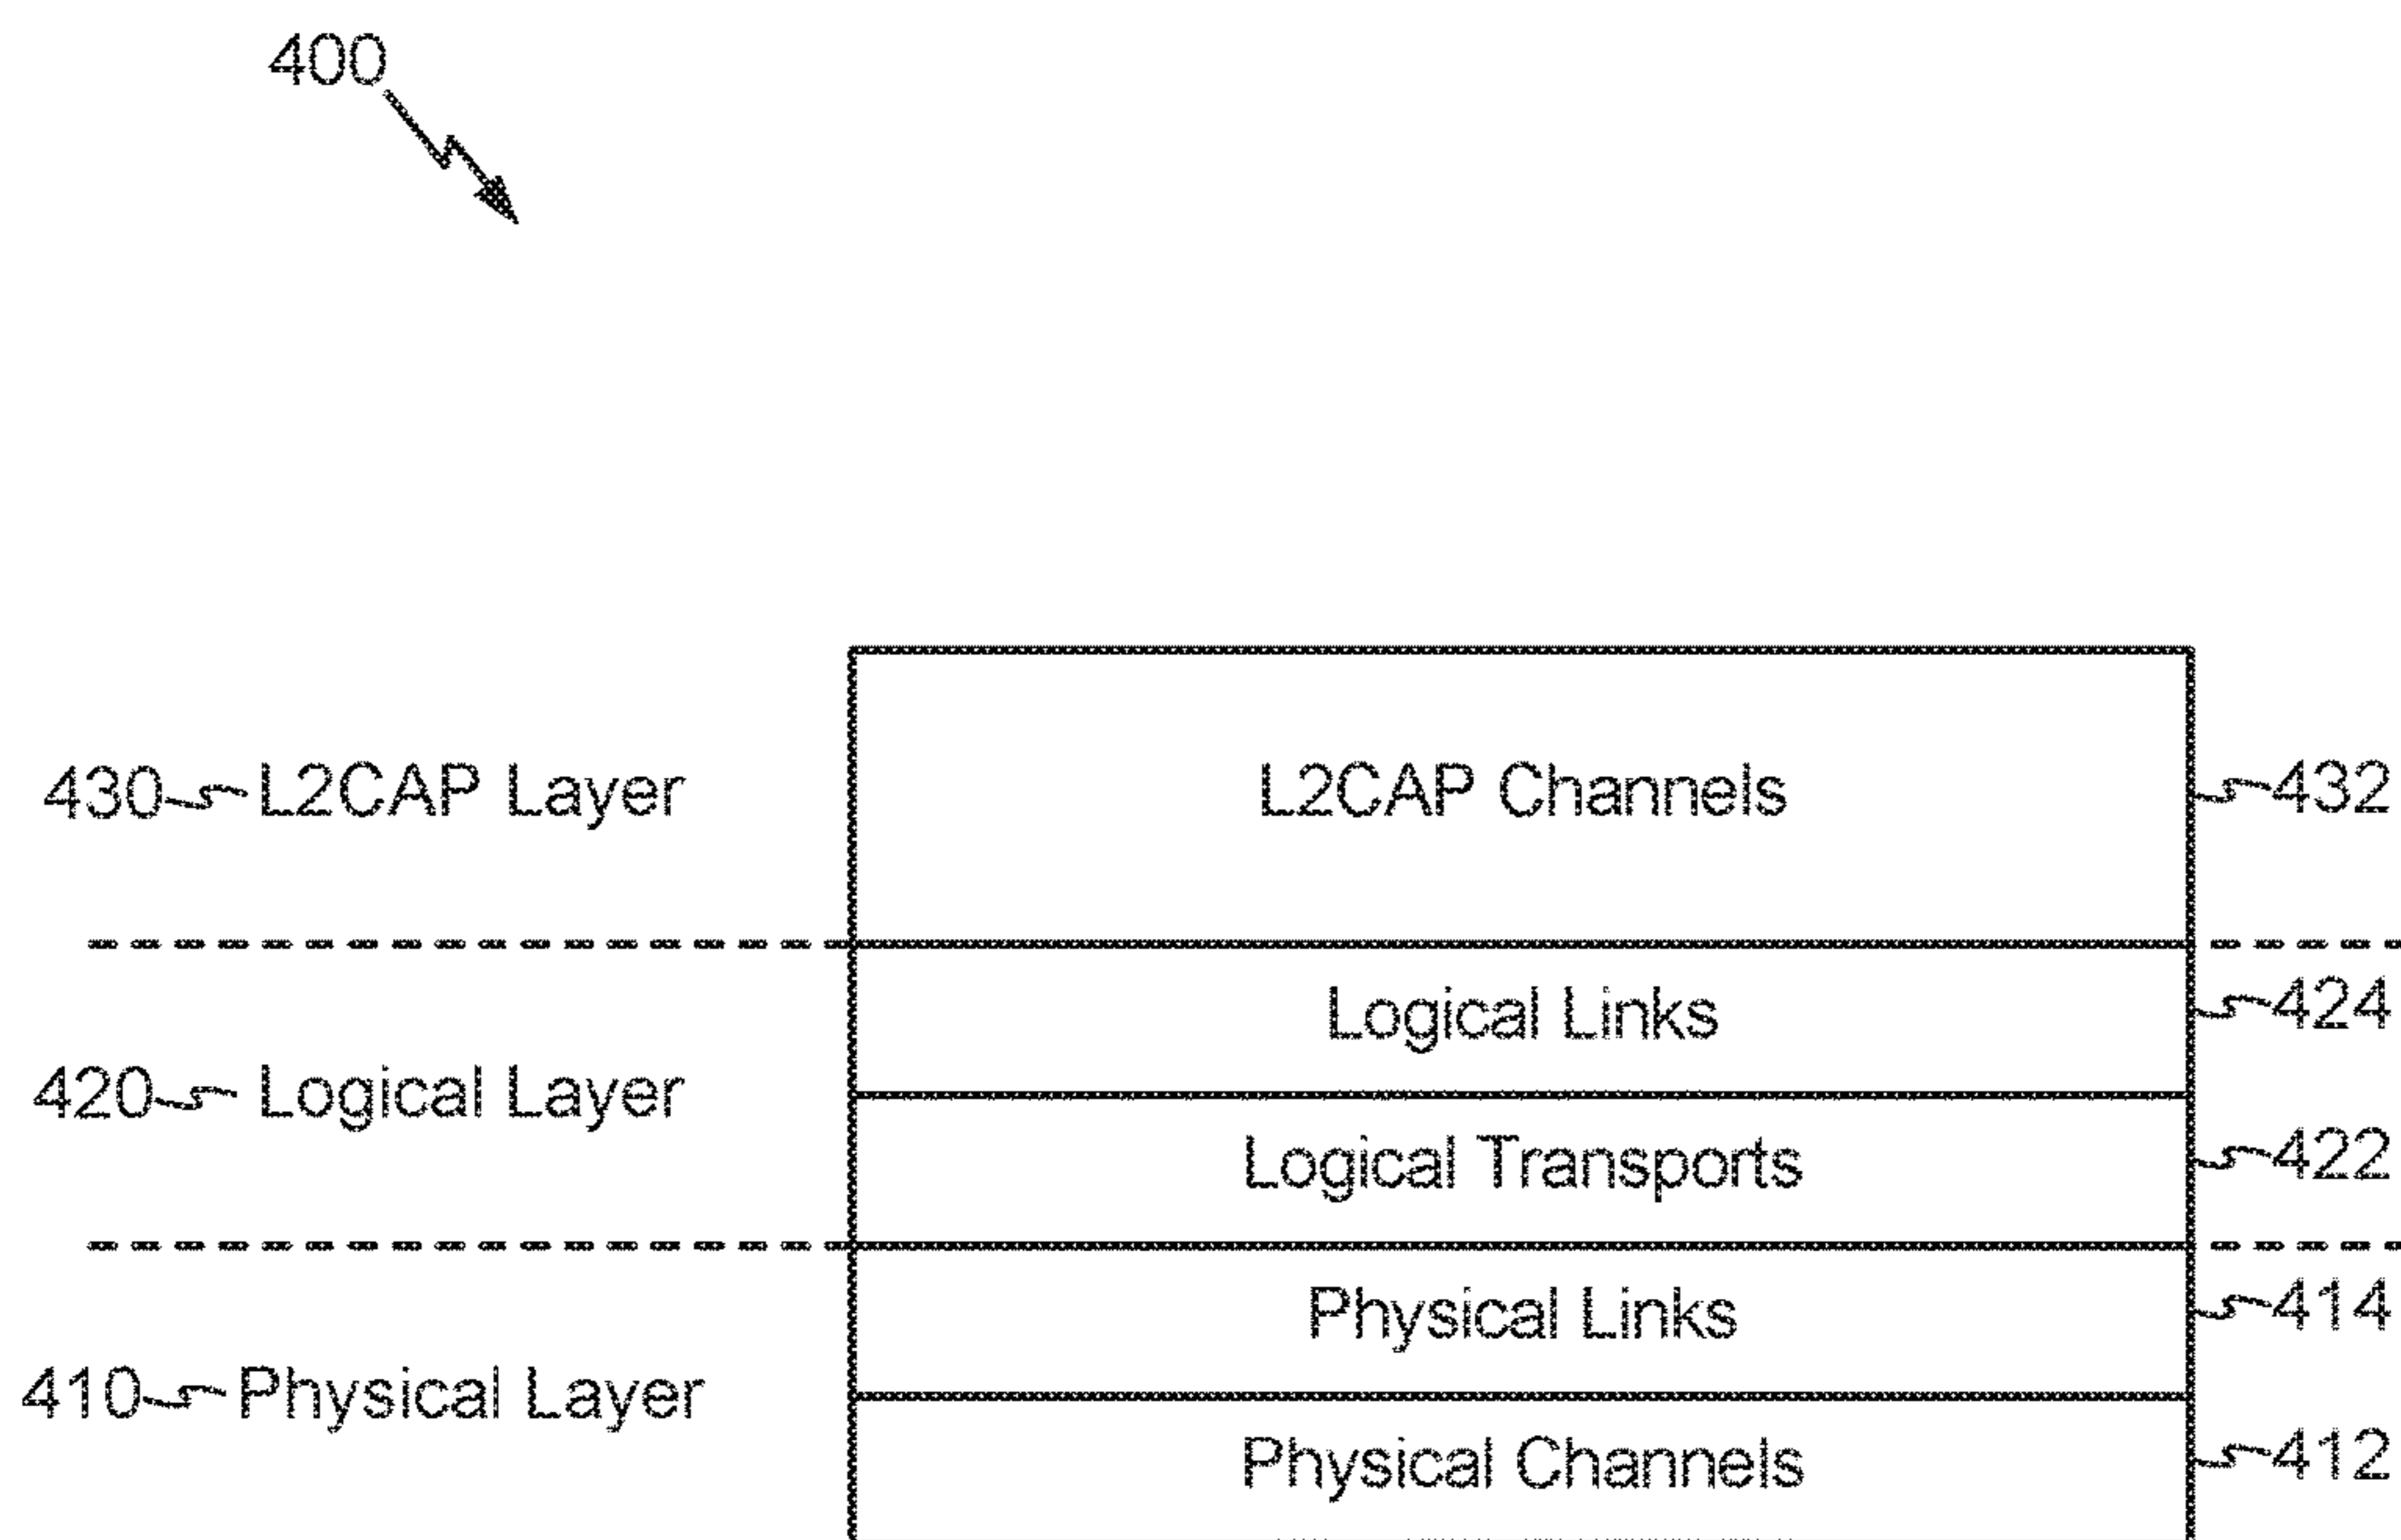 400
430 L2CAP Layer
L2CAP Channels
432
Logical Links
424
420 Logical Layer
Logical Transports
422
Physical Links
414
410 Physical Layer
Physical Channels
412